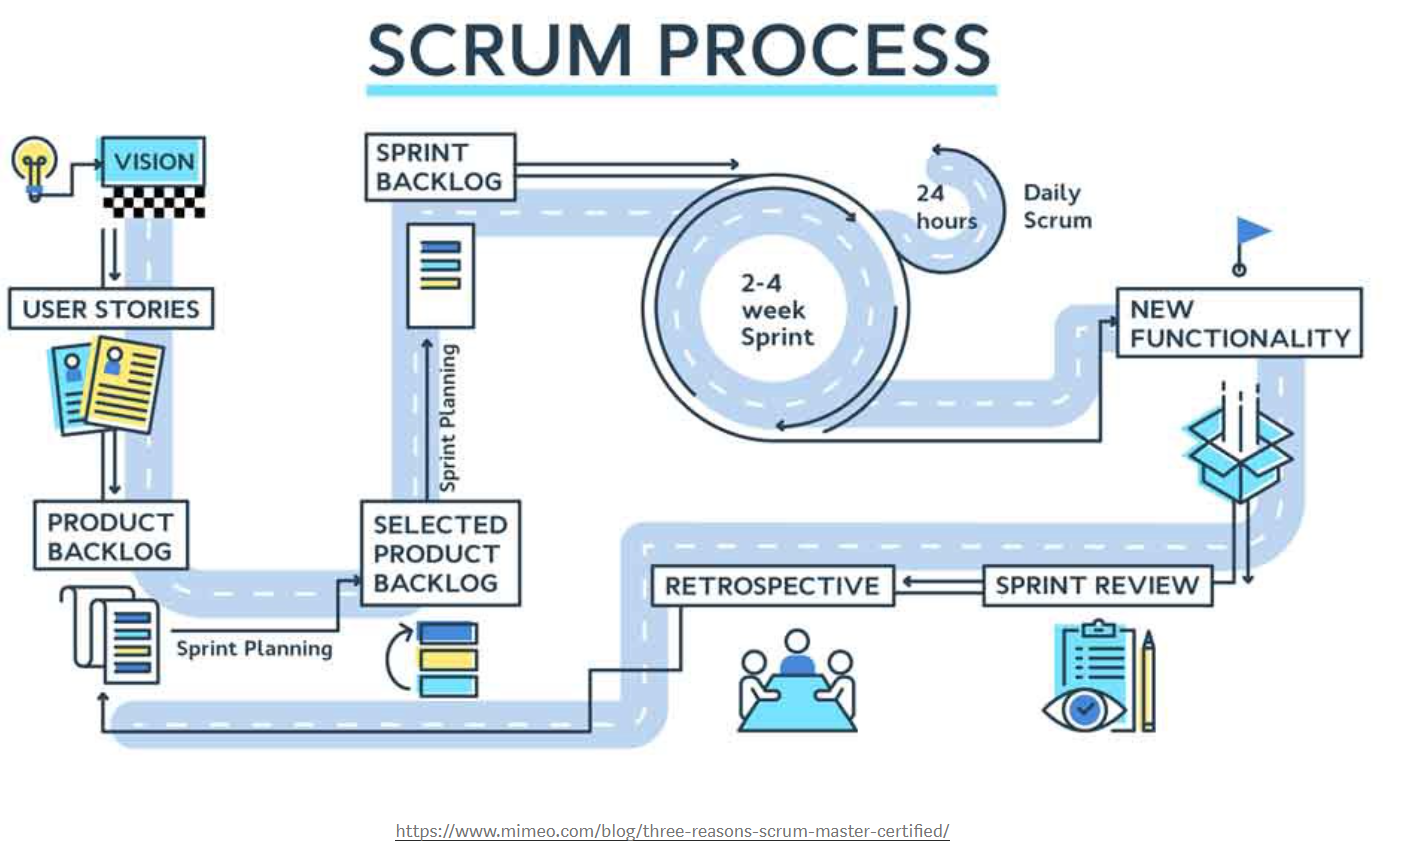 SCRUM PROCESS
VISION
USER STORIES
PRODUCT
BACKLOG
Sprint Planning
SELECTED
PRODUCT
BACKLOG
Sprint Planning
SPRINT
BACKLOG
2-4
week
Sprint
24
hours
Daily
Scrum
NEW
FUNCTIONALITY
SPRINT REVIEW
RETROSPECTIVE
https://www.mimeo.com/blog/three-reasons-scrum-master-certified/